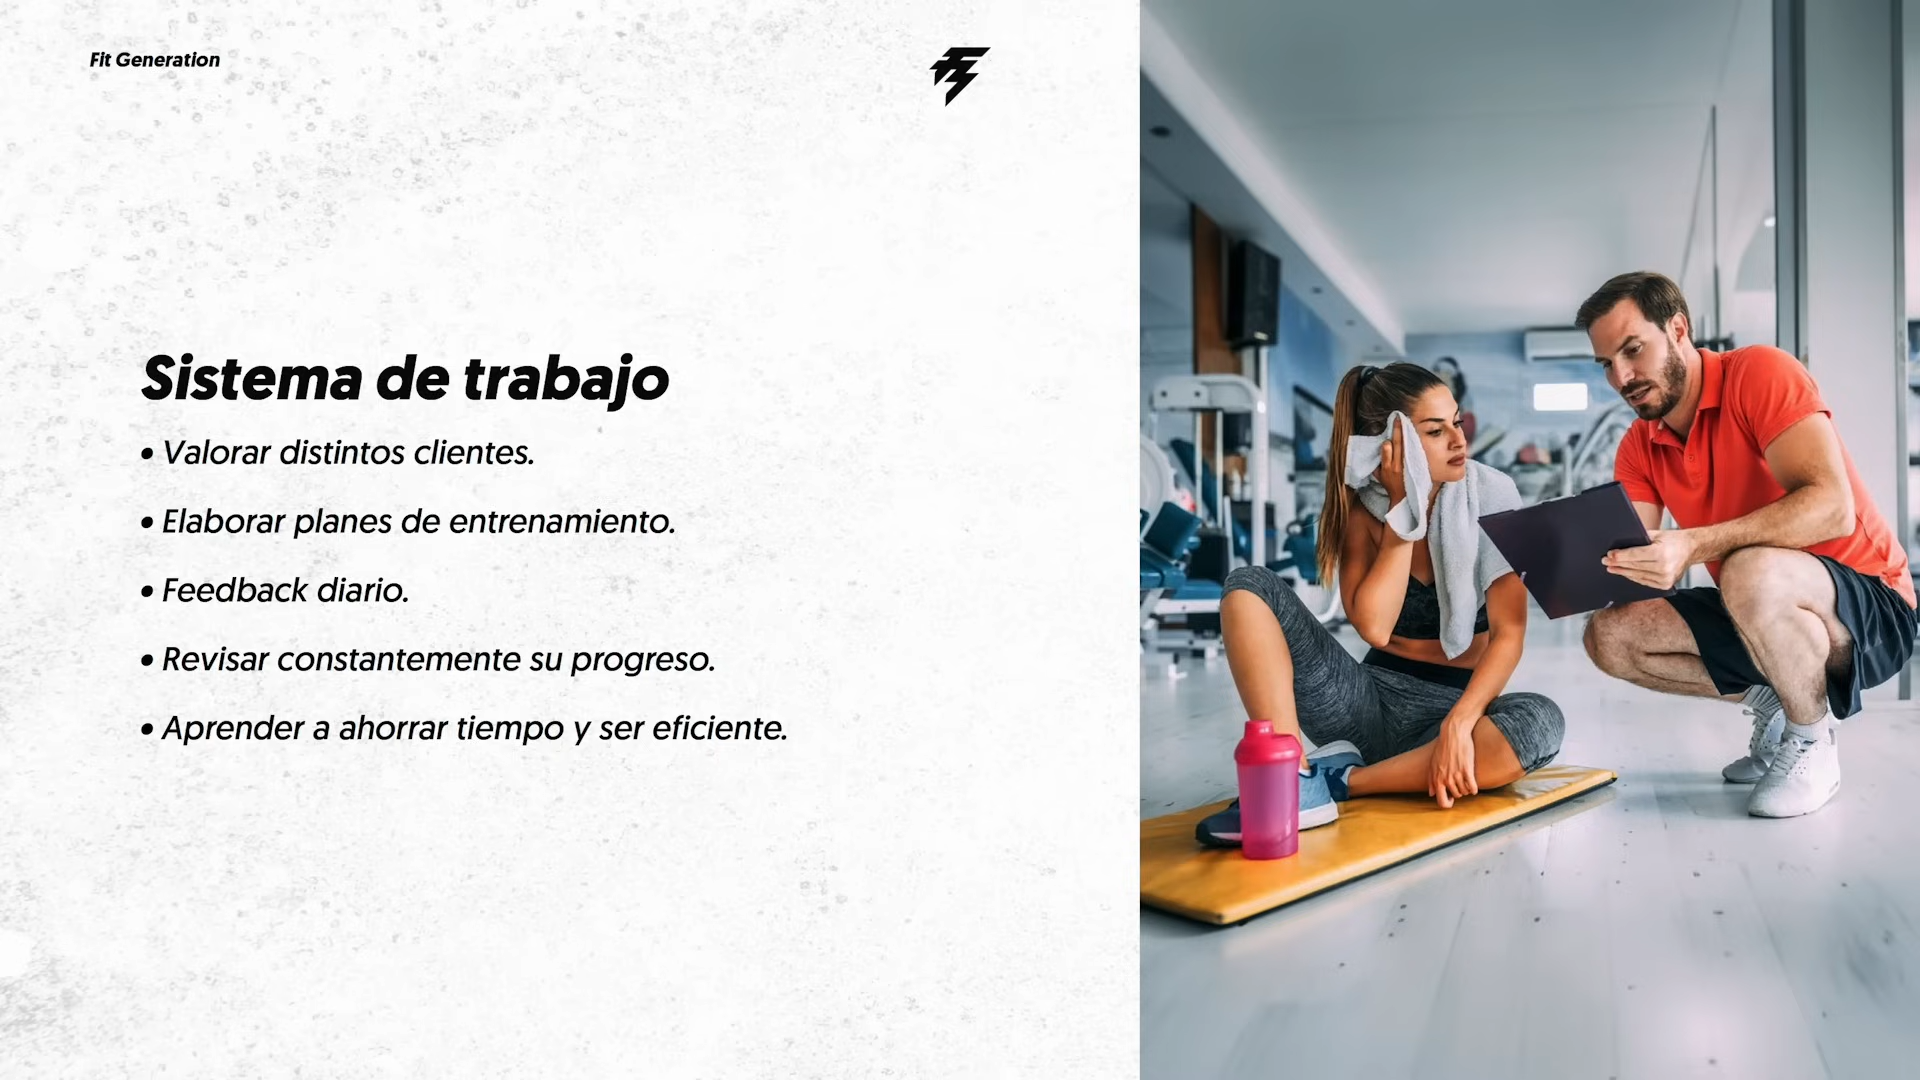 Fit Generation
Sistema de trabajo
• Valorar distintos clientes.
• Elaborar planes de entrenamiento.
• Feedback diario.
• Revisar constantemente su progreso.
• Aprender a ahorrar tiempo y ser eficiente.